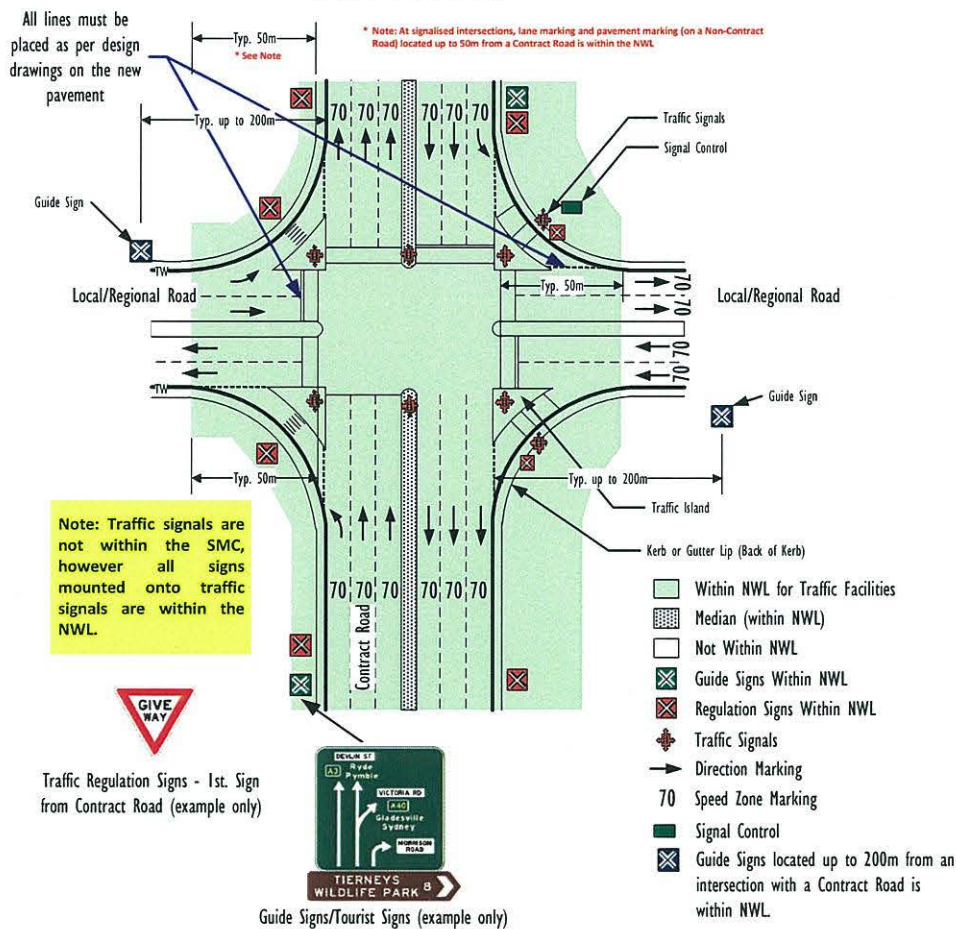 All lines must be
placed as per design
drawings on the new
pavement
Typ. 50m
* See Note
* Note: At signalised intersections, lane marking and pavement marking (on a Non-Contract
Road) located up to 50m from a Contract Road is within the NWL
Typ. up to 200m
70 70 70 70 70 70
Traffic Signals
Signal Control
Guide Sign
TW
Local/Regional Road
Typ. 50m
70
70
Local/Regional Road
70
70
TW
Guide Sign
Typ. 50m
Typ. up to 200m
Traffic Island
Note: Traffic signals are
not within the SMC,
however all signs
mounted onto traffic
signals are within the
NWL.
Kerb or Gutter Lip (Back of Kerb)
70 70 70 70 70 70
Contract Road
Within NWL for Traffic Facilities
Median (within NWL)
Not Within NWL
Guide Signs Within NWL
Regulation Signs Within NWL
Traffic Signals
Direction Marking
70 Speed Zone Marking
Signal Control
Guide Signs located up to 200m from an
intersection with a Contract Road is
within NWL.
GIVE
WAY
Traffic Regulation Signs - 1st. Sign
from Contract Road (example only)
DEVLIN ST
A3 Ryde
Pymble
VICTORIA RD
A40
Gladesville
Sydney
MORRISON
ROAD
TIERNEYS
WILDLIFE PARK 8
Guide Signs/Tourist Signs (example only)